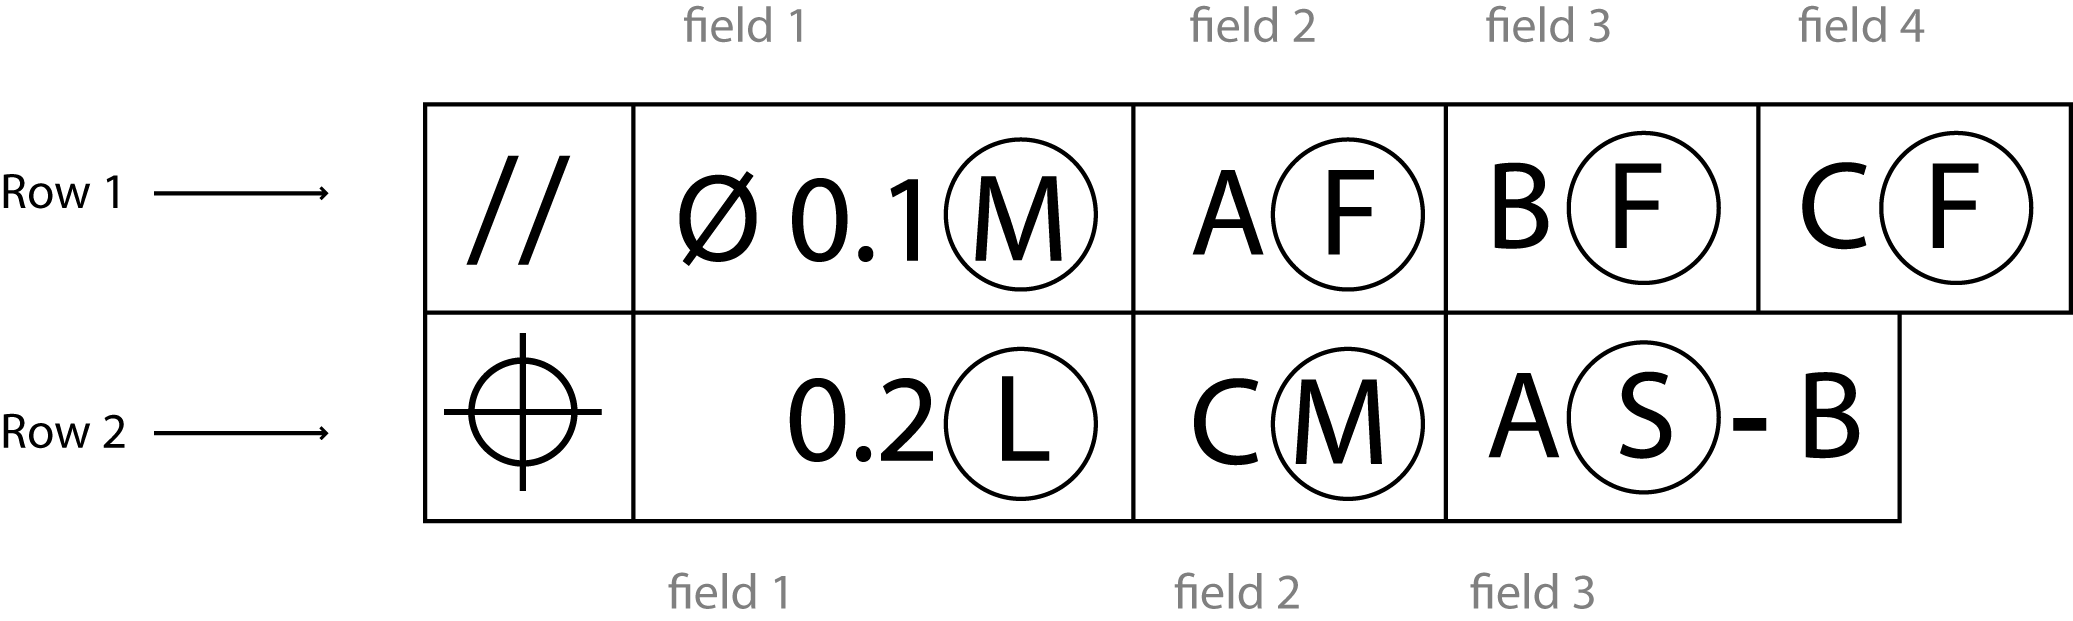 field 1 field 2 field 3 field 4
Row 1 // Ø 0.1 Ⓜ A Ⓕ B Ⓕ C Ⓕ
Row 2 ⌖ 0.2 Ⓛ C Ⓜ A Ⓢ - B
field 1 field 2 field 3